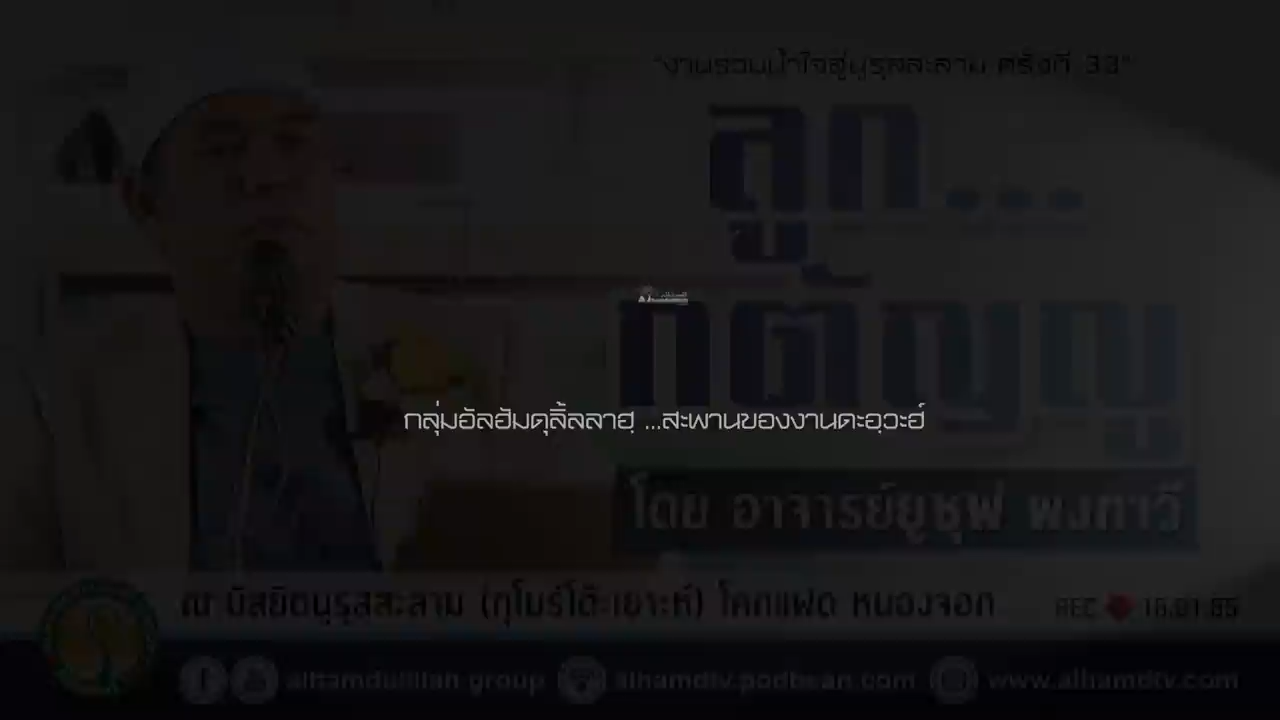 "งานร่วมน้ำใจสู่นุรุสสะลาม ครั้งที่ 33"
ลูก...
กตัญญู
กลุ่มอัลฮัมดุลิ้ลลาฮฺ ...สะพานของงานดะอฺวะฮ์
โดย อาจารย์ยูซุฟ พงกาวี
ณ มัสยิดนุรุสสะลาม (กุโบร์โต๊ะเยาะห์) โคกแฝด หนองจอก
REC 16.01.65
alhamdulillah group alhamdtv.podbean.com www.alhamdtv.com